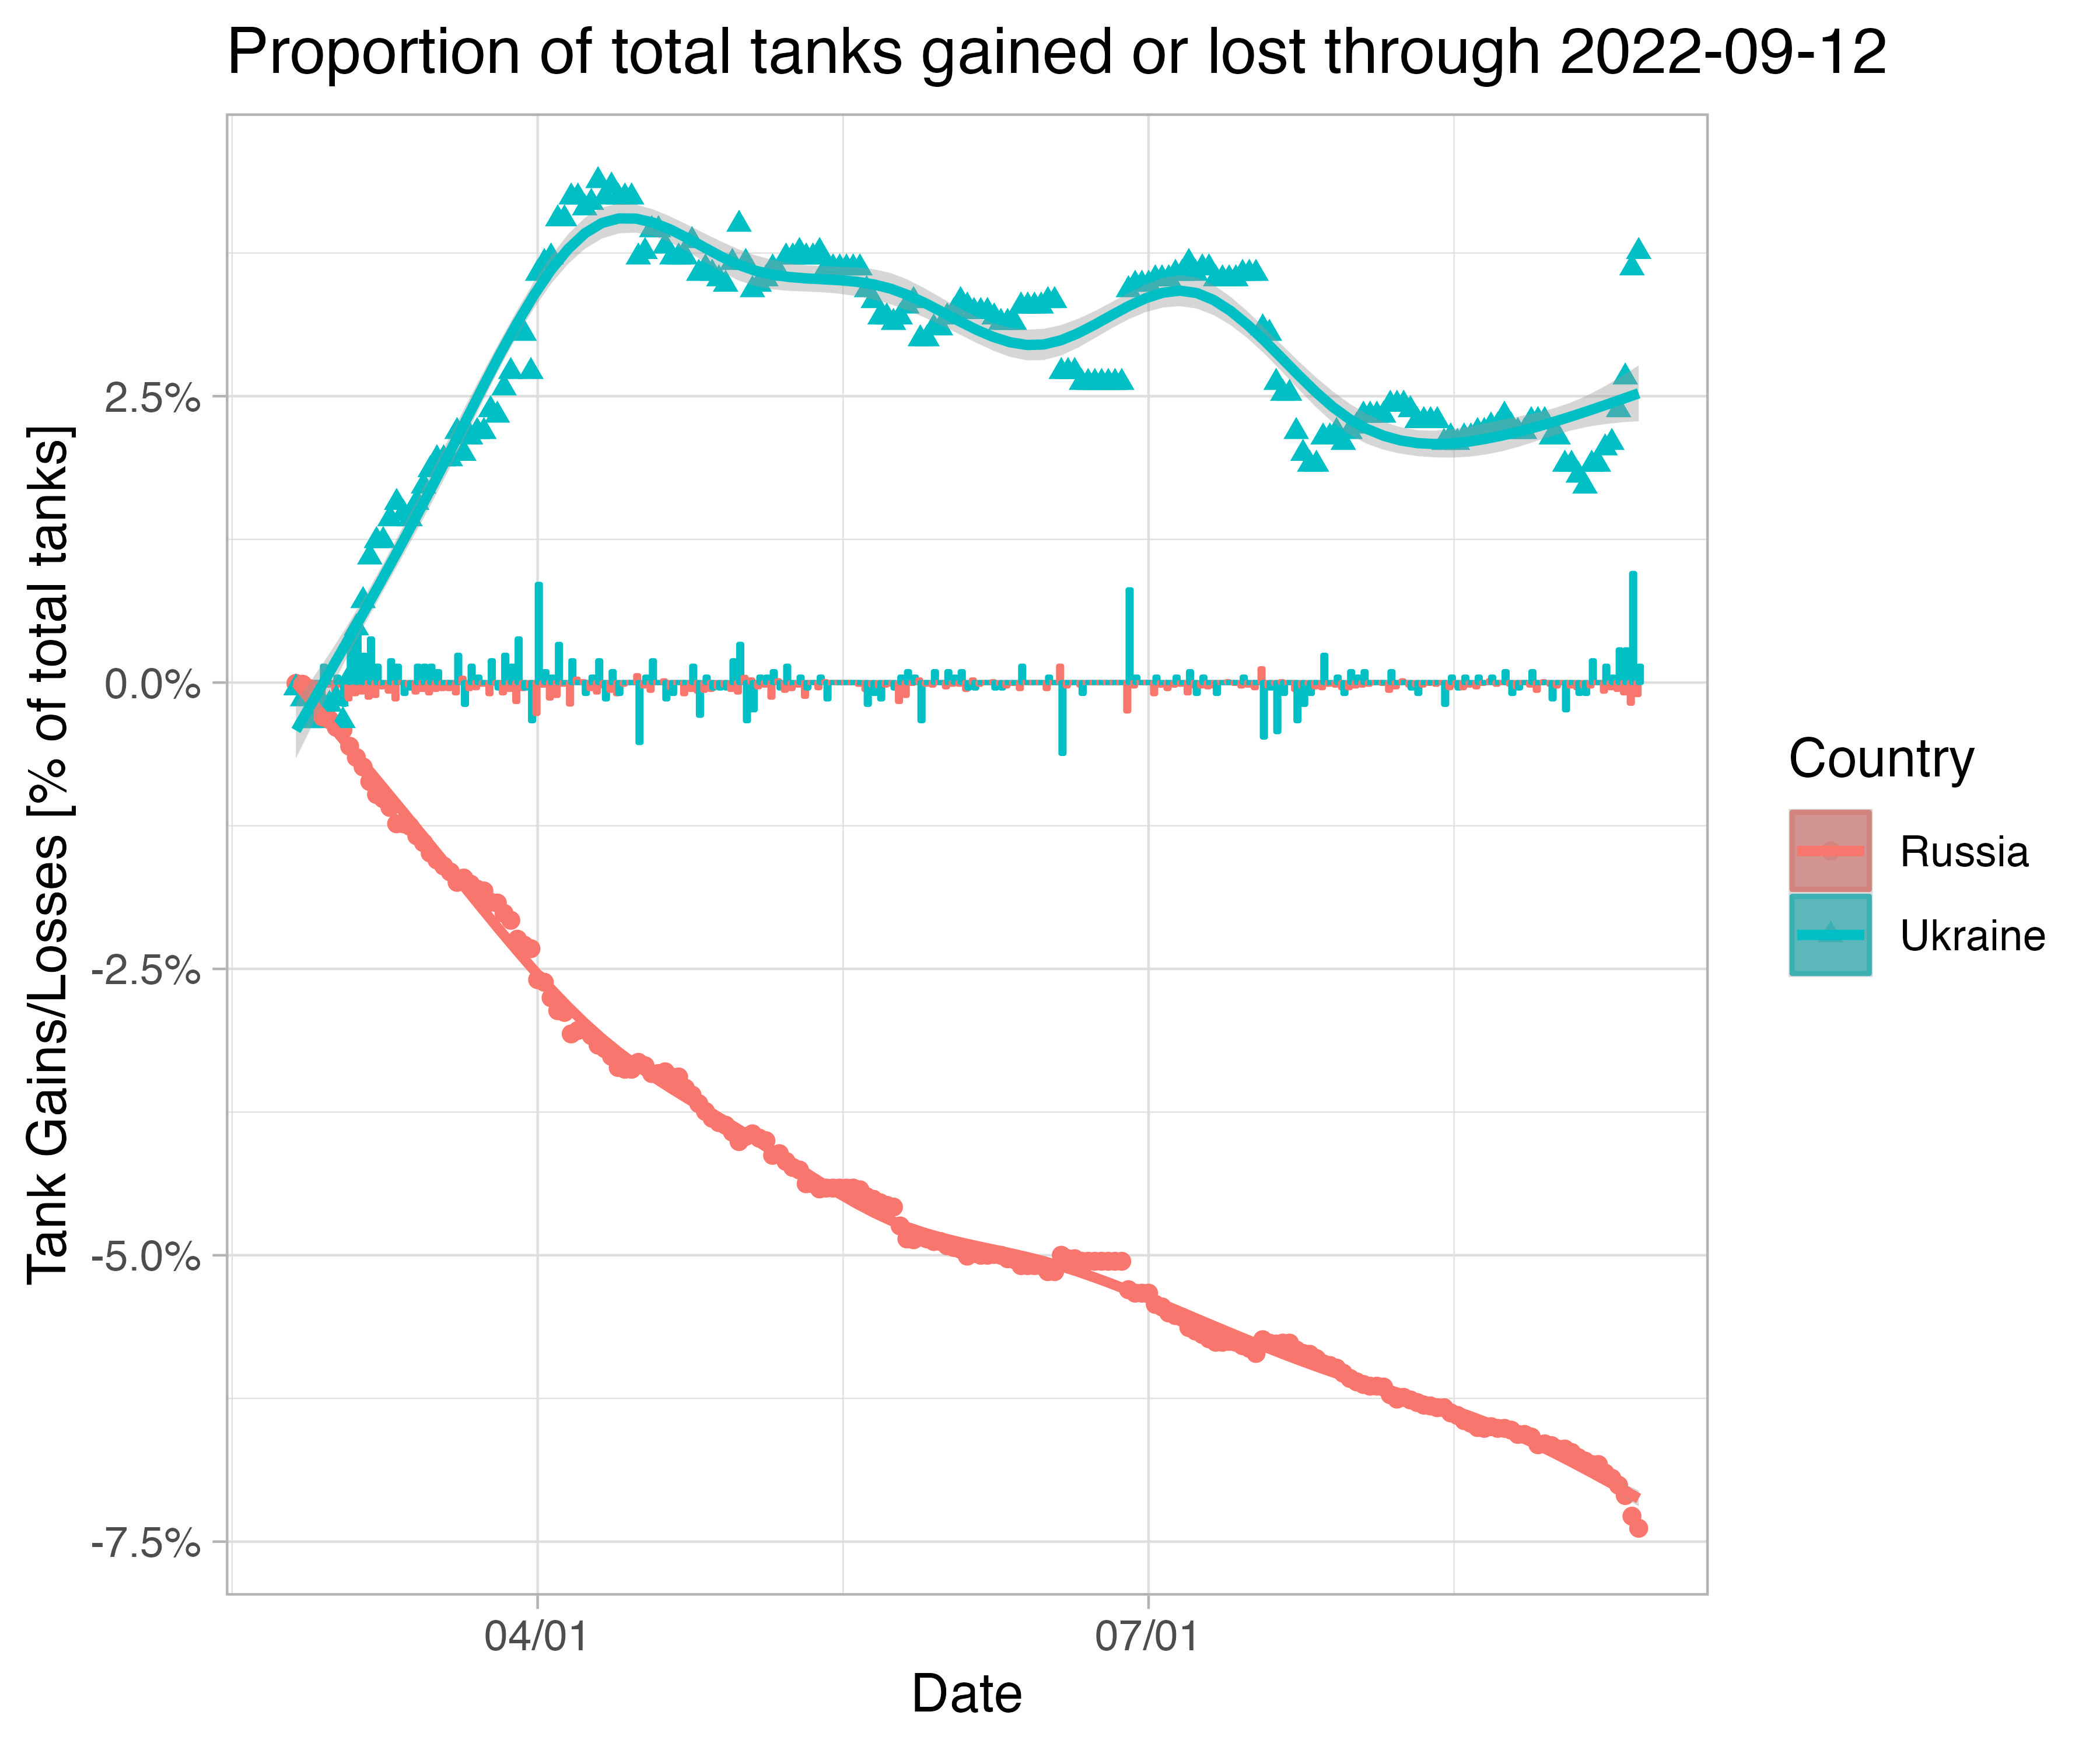 Proportion of total tanks gained or lost through 2022-09-12
Tank Gains/Losses [% of total tanks]
2.5%
0.0%
-2.5%
-5.0%
-7.5%
04/01
07/01
Date
Country
Russia
Ukraine